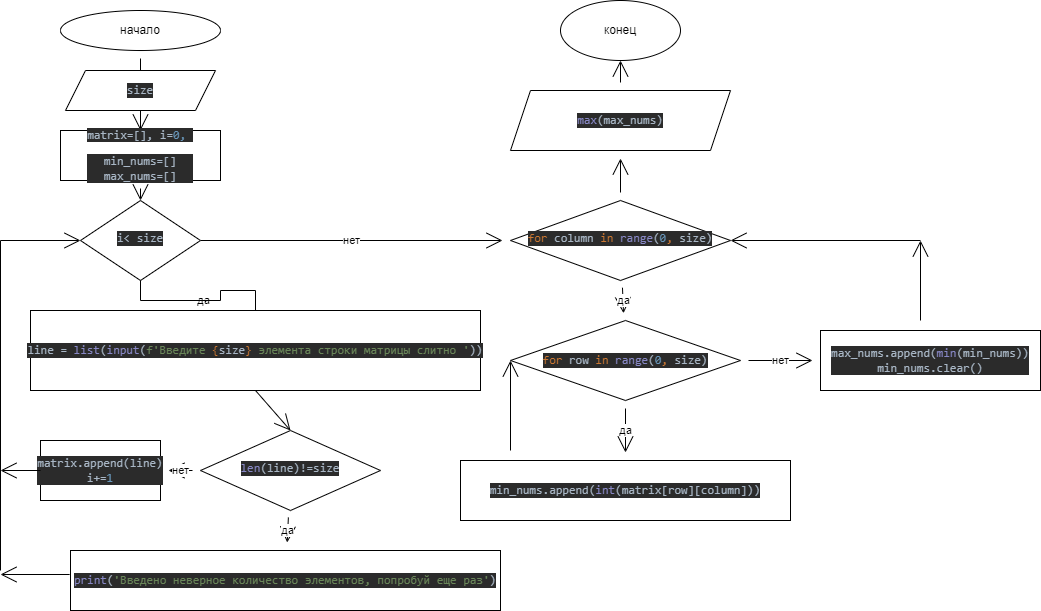 начало
size
matrix=[], i=0,
min_nums=[]
max_nums=[]
i< size
нет
да
line = list(input(f'Введите {size} элемента строки матрицы слитно '))
len(line)!=size
нет
matrix.append(line)
i+=1
да
print('Введено неверное количество элементов, попробуй еще раз')
конец
max(max_nums)
for column in range(0, size)
да
for row in range(0, size)
нет
max_nums.append(min(min_nums))
min_nums.clear()
да
min_nums.append(int(matrix[row][column]))